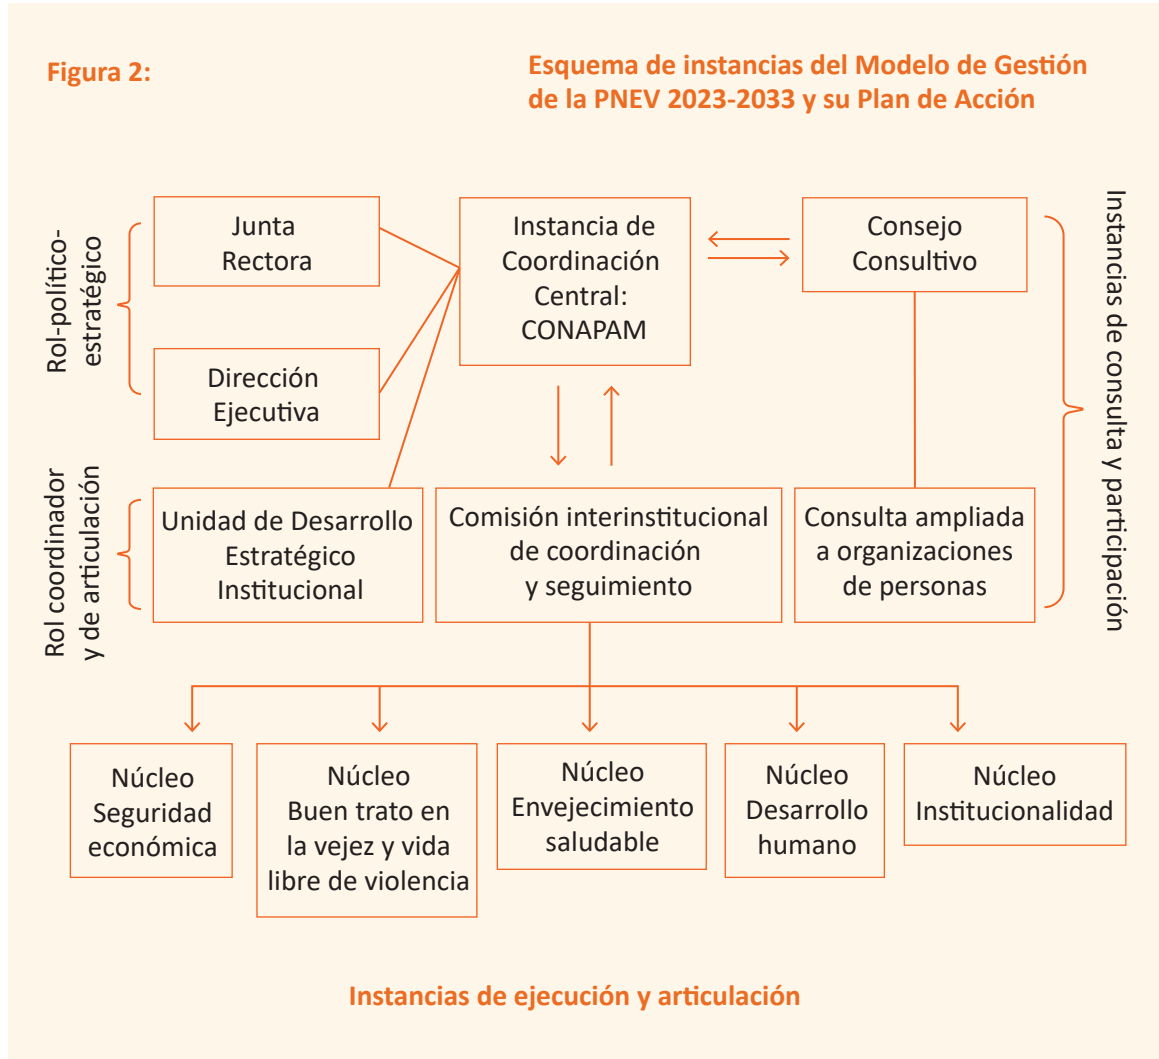 Figura 2:
Esquema de instancias del Modelo de Gestión
de la PNEV 2023-2033 y su Plan de Acción
Rol-político-
estratégico
Junta
Rectora
Dirección
Ejecutiva
Instancia de
Coordinación
Central:
CONAPAM
Consejo
Consultivo
Instancias de consulta y participación
Rol coordinador
y de articulación
Unidad de Desarrollo
Estratégico
Institucional
Comisión interinstitucional
de coordinación
y seguimiento
Consulta ampliada
a organizaciones
de personas
Núcleo
Seguridad
económica
Núcleo
Buen trato en
la vejez y vida
libre de violencia
Núcleo
Envejecimiento
saludable
Núcleo
Desarrollo
humano
Núcleo
Institucionalidad
Instancias de ejecución y articulación